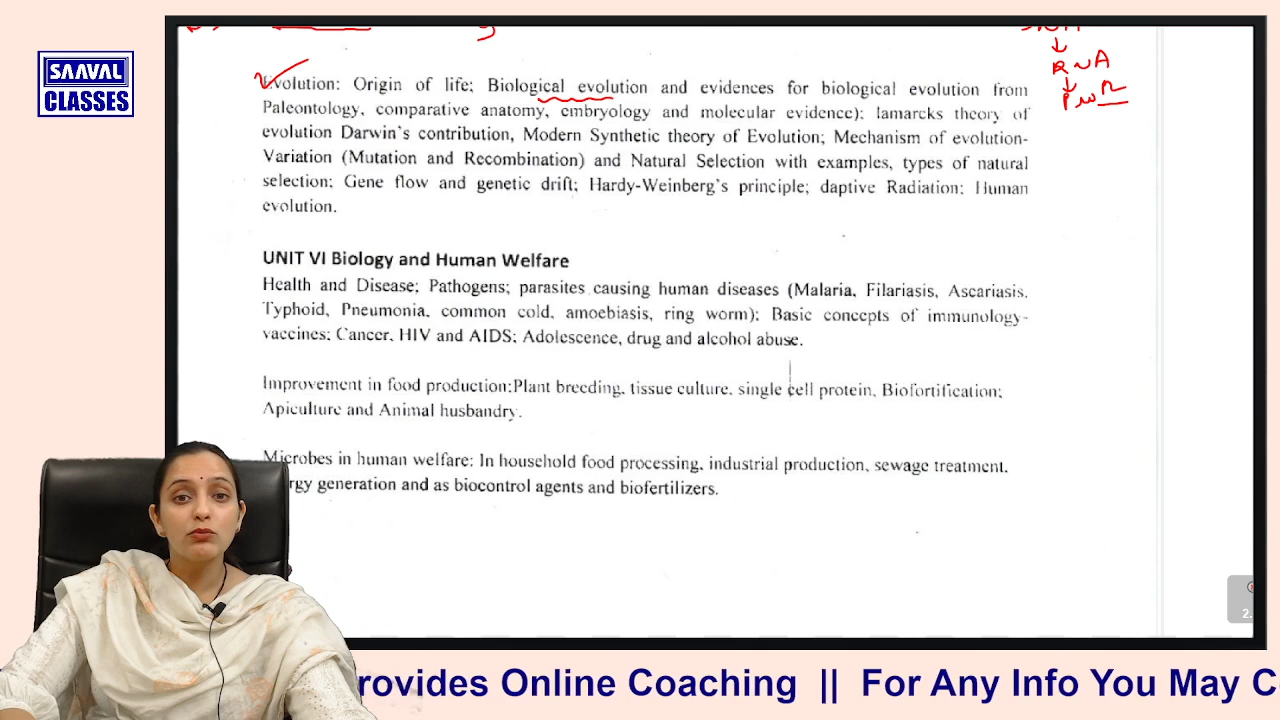 SAAVAL
CLASSES
RNA
Evolution: Origin of life; Biological evolution and evidences for biological evolution from
Paleontology, comparative anatomy, embryology and molecular evidence); lamarcks theory of
evolution Darwin's contribution, Modern Synthetic theory of Evolution; Mechanism of evolution-
Variation (Mutation and Recombination) and Natural Selection with examples, types of natural
selection; Gene flow and genetic drift; Hardy-Weinberg's principle; daptive Radiation; Human
evolution.
UNIT VI Biology and Human Welfare
Health and Disease; Pathogens; parasites causing human diseases (Malaria, Filariasis, Ascariasis.
Typhoid, Pneumonia, common cold, amoebiasis, ring worm); Basic concepts of immunology-
vaccines; Cancer, HIV and AIDS; Adolescence, drug and alcohol abuse.
Improvement in food production:Plant breeding, tissue culture, single cell protein, Biofortification;
Apiculture and Animal husbandry.
Microbes in human welfare: In household food processing, industrial production, sewage treatment.
rgy generation and as biocontrol agents and biofertilizers.
2.
rovides Online Coaching || For Any Info You May C